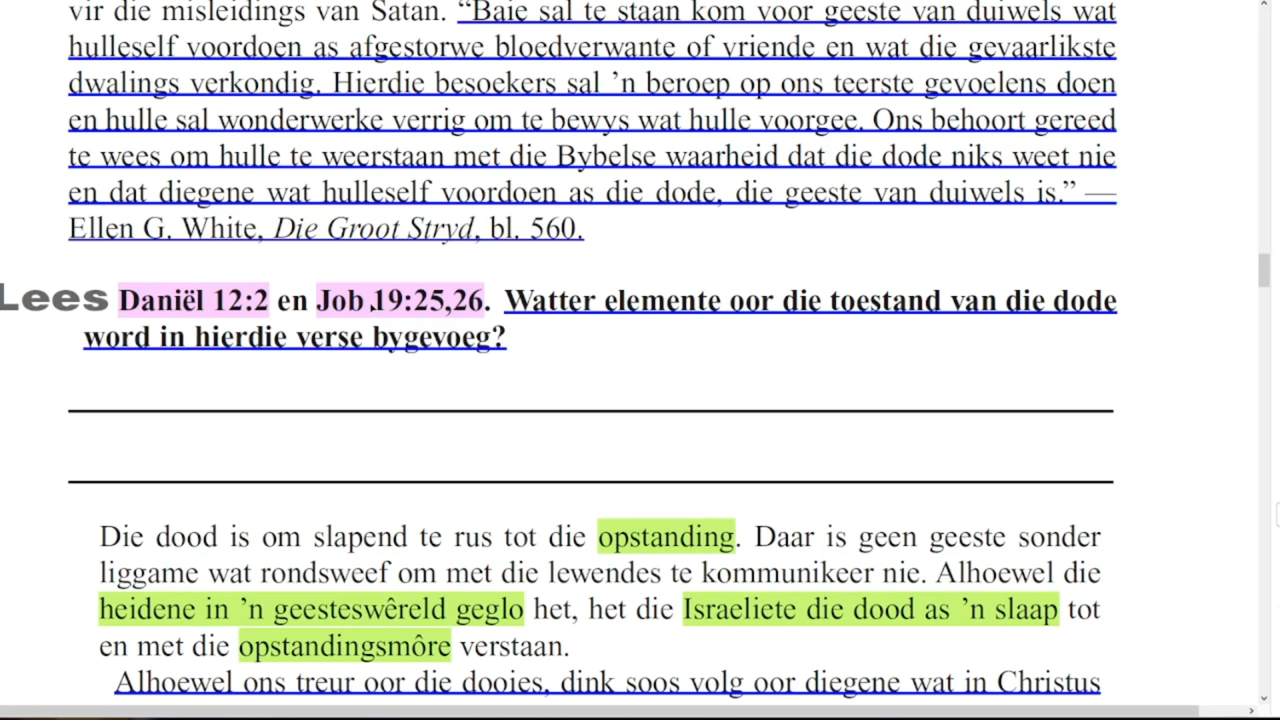 vir die misleidings van Satan. “Baie sal te staan kom voor geeste van duiwels wat
hulleself voordoen as afgestorwe bloedverwante of vriende en wat die gevaarlikste
dwalings verkondig. Hierdie besoekers sal ’n beroep op ons teerste gevoelens doen
en hulle sal wonderwerke verrig om te bewys wat hulle voorgee. Ons behoort gereed
te wees om hulle te weerstaan met die Bybelse waarheid dat die dode niks weet nie
en dat diegene wat hulleself voordoen as die dode, die geeste van duiwels is.” —
Ellen G. White, Die Groot Stryd, bl. 560.
Lees Daniël 12:2 en Job 19:25,26. Watter elemente oor die toestand van die dode
word in hierdie verse bygevoeg?
Die dood is om slapend te rus tot die opstanding. Daar is geen geeste sonder
liggame wat rondsweef om met die lewendes te kommunikeer nie. Alhoewel die
heidene in ’n geesteswêreld geglo het, het die Israeliete die dood as ’n slaap tot
en met die opstandingsmôre verstaan.
Alhoewel ons treur oor die dooies, dink soos volg oor diegene wat in Christus